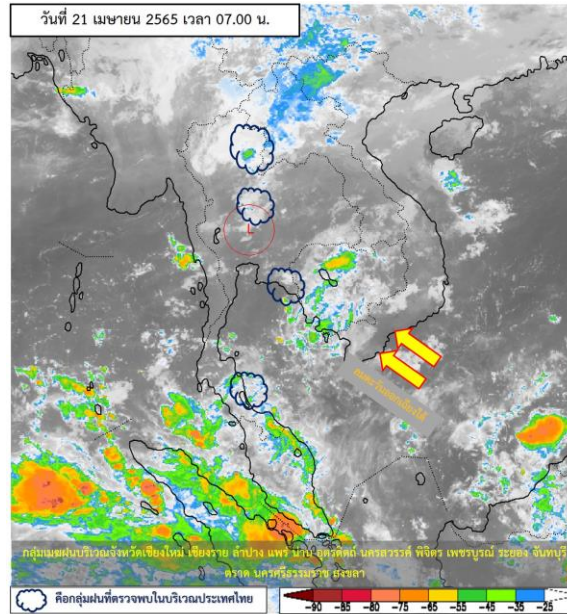 วันที่ 21 เมษายน 2565 เวลา 07.00 น.
L
ลมตะวันออกเฉียงใต้
กลุ่มเมฆฝนบริเวณจังหวัดเชียงใหม่ เชียงราย ลำปาง แพร่ น่าน อุตรดิตถ์ นครสวรรค์ พิจิตร เพชรบูรณ์ ระยอง จันทบุรี
ตราด นครศรีธรรมราช สงขลา
คือกลุ่มฝนที่ตรวจพบในบริเวณประเทศไทย
-90 -85 -80 -75 -65 -55 -45 -35 25